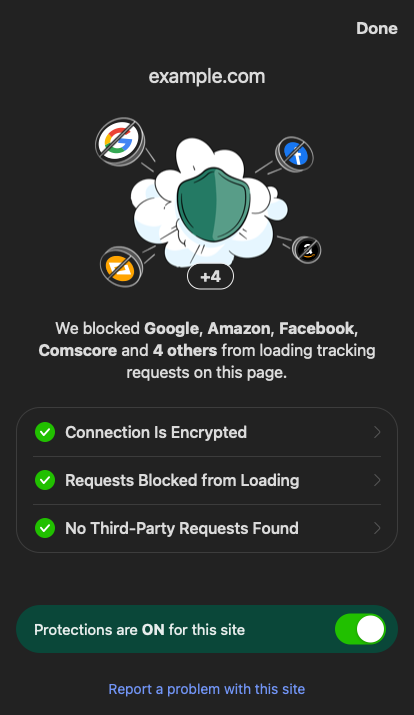 Done
example.com
+4
We blocked Google, Amazon, Facebook,
Comscore and 4 others from loading tracking
requests on this page.
Connection Is Encrypted
Requests Blocked from Loading
No Third-Party Requests Found
Protections are ON for this site
Report a problem with this site